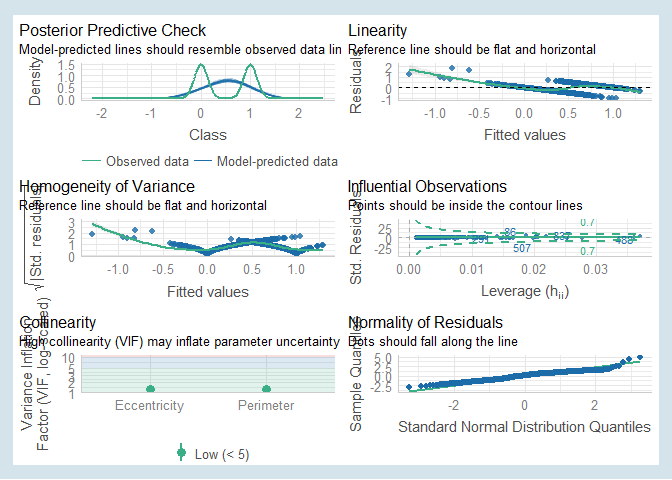 Posterior Predictive Check
Model-predicted lines should resemble observed data lin
Density
1.5
1.0
0.5
0.0
-2
-1
0
1
2
Class
Observed data
Model-predicted data
Linearity
Reference line should be flat and horizontal
Residuals
2
1
0
-1
-1.0
-0.5
0.0
0.5
1.0
Fitted values
Homogeneity of Variance
Reference line should be flat and horizontal
√|Std. residuals|
3
2
1
0
-1.0
-0.5
0.0
0.5
1.0
Fitted values
Influential Observations
Points should be inside the contour lines
Std. Residuals
25
0
-25
0.7
0.7
507
0.00
0.01
0.02
0.03
Leverage (hii)
Collinearity
High collinearity (VIF) may inflate parameter uncertainty
Variance Inflation
Factor (VIF, log-scaled)
10
5
3
2
1
Eccentricity
Perimeter
Low (< 5)
Normality of Residuals
Dots should fall along the line
Sample Quantiles
5.0
2.5
0.0
-2.5
-2
0
2
Standard Normal Distribution Quantiles